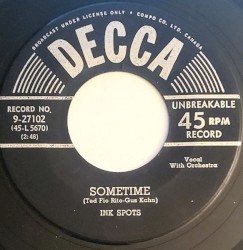 BROADCAST UNDER LICENSE ONLY • COMPO CO. LTD., CANADA
DECCA
RECORD NO.
9-27102
(45-L 5670)
(2:48)
UNBREAKABLE
45 RPM
RECORD
Vocal
With Orchestra
SOMETIME
(Ted Fio Rito-Gus Kahn)
INK SPOTS